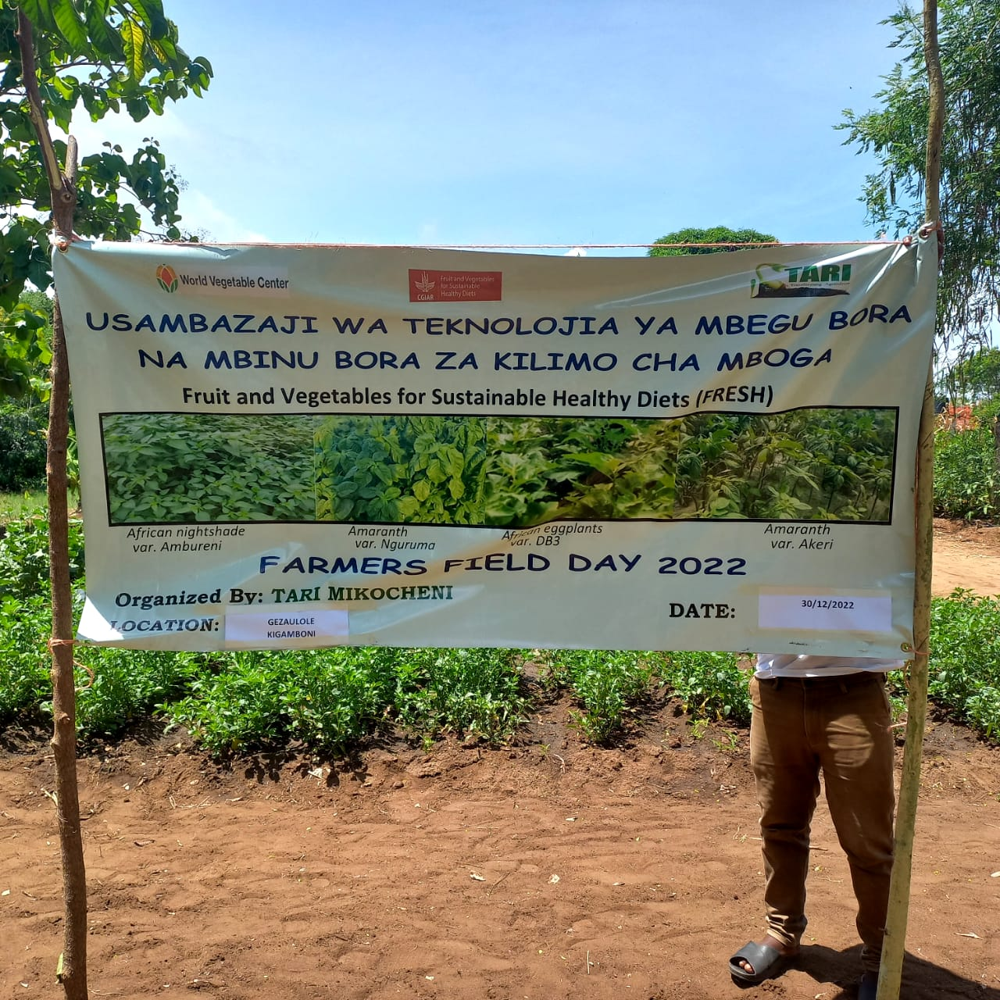 World Vegetable Center
CGIAR
Fruit and Vegetables
for Sustainable
Healthy Diets
TARI
USAMBAZAJI WA TEKNOLOJIA YA MBEGU BORA
NA MBINU BORA ZA KILIMO CHA MBOGA
Fruit and Vegetables for Sustainable Healthy Diets (FRESH)
African nightshade
var. Ambureni
Amaranth
var. Nguruma
African eggplants
var. DB3
Amaranth
var. Akeri
FARMERS FIELD DAY 2022
Organized By: TARI MIKOCHENI
LOCATION:
GEZAULOLE
KIGAMBONI
DATE:
30/12/2022